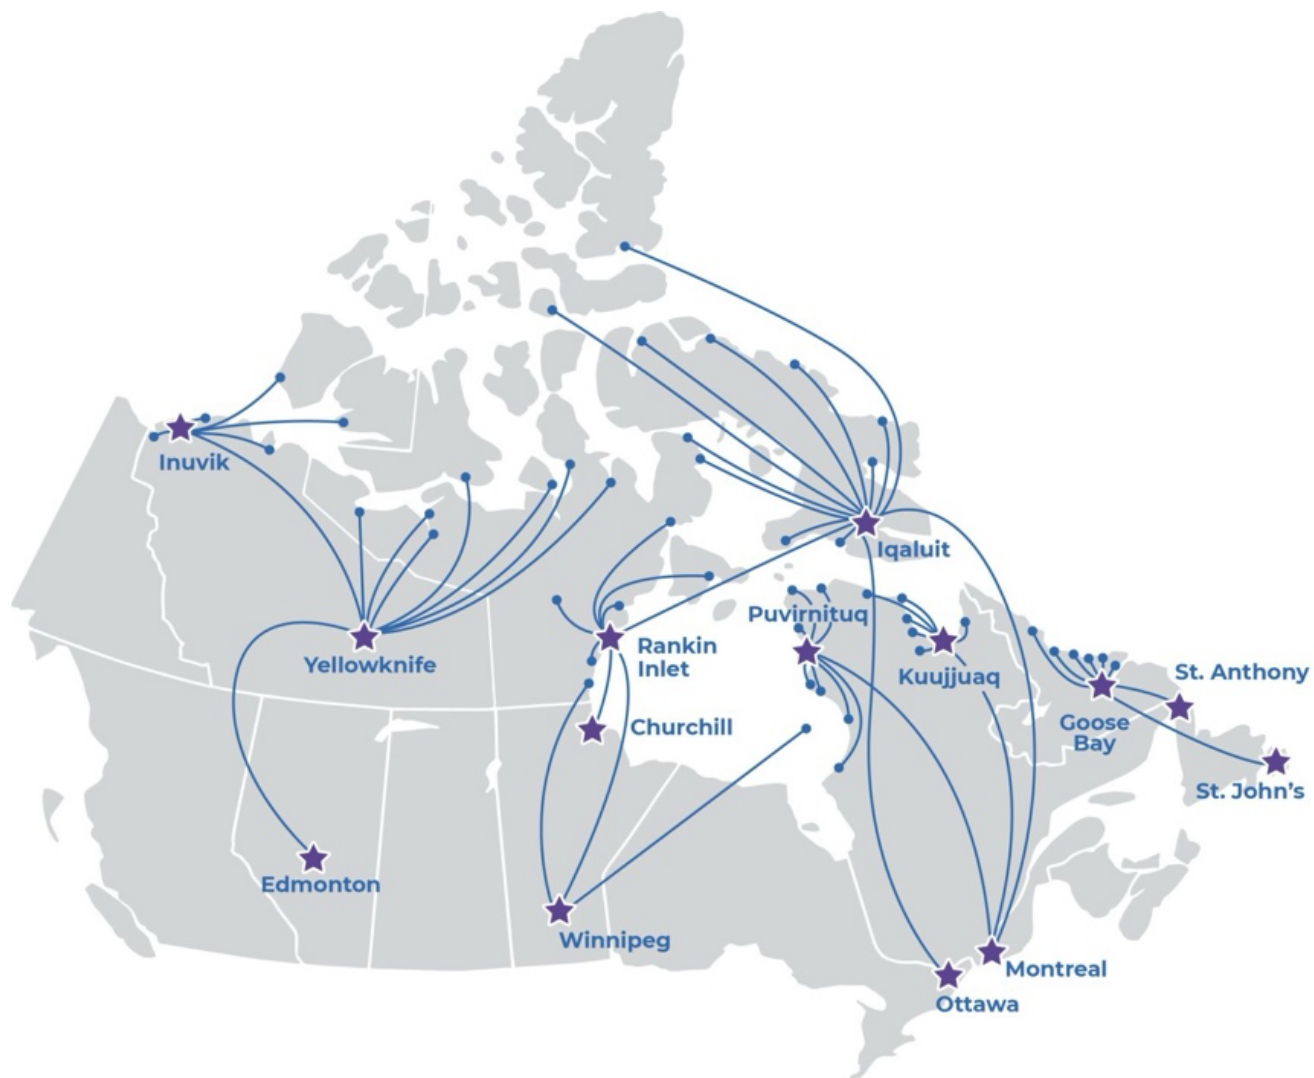 Inuvik
Iqaluit
Puvirnituq
Rankin
Inlet
Yellowknife
Kuujjuaq
St. Anthony
Goose
Bay
Churchill
St. John's
Edmonton
Winnipeg
Montreal
Ottawa